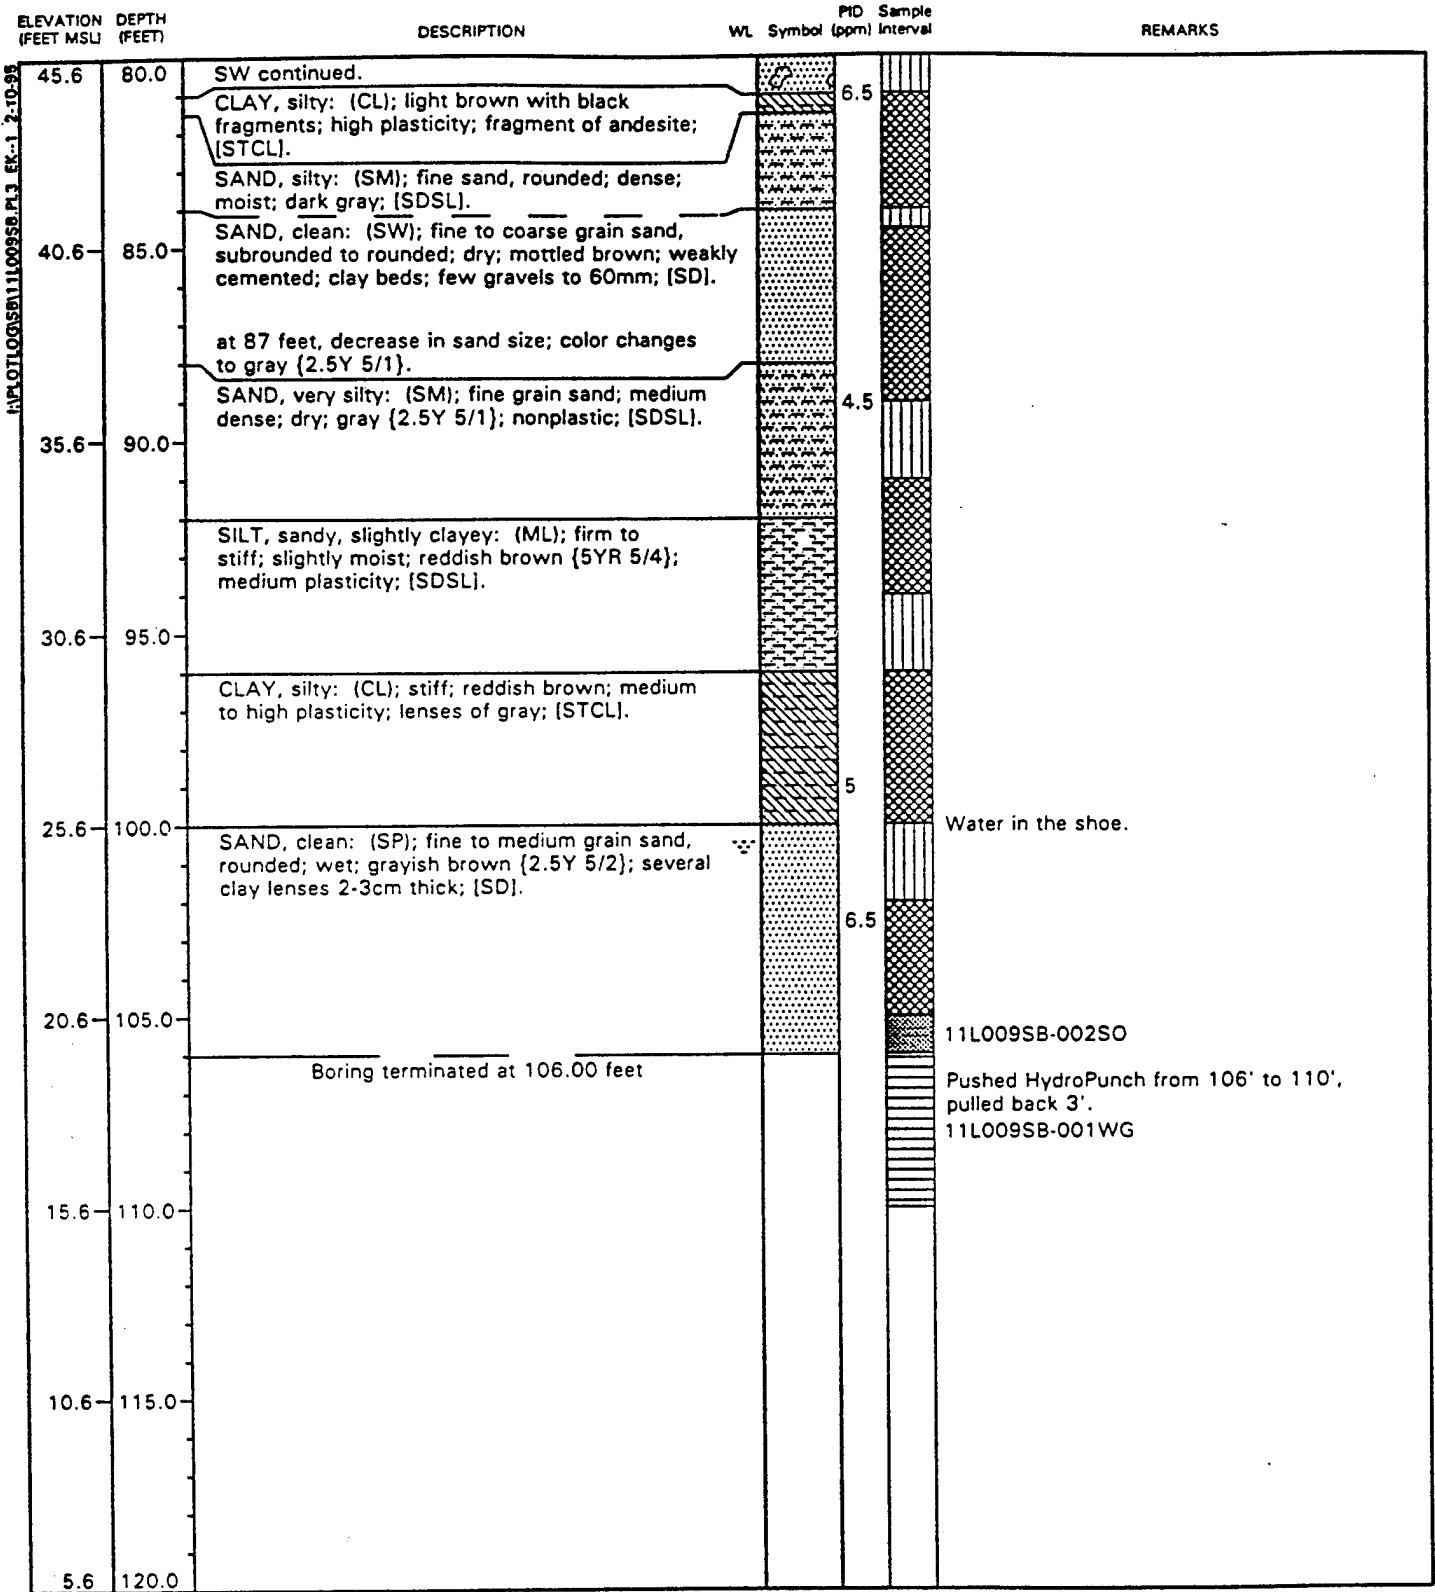 ELEVATION DEPTH PID Sample
(FEET MSL) (FEET) DESCRIPTION WL Symbol (ppm) Interval REMARKS
I:\PLOTLOG\SB\11L009SB.PL3 EK--1 2-10-95
45.6 80.0 SW continued.
6.5
CLAY, silty: (CL); light brown with black
fragments; high plasticity; fragment of andesite;
[STCL].
SAND, silty: (SM); fine sand, rounded; dense;
moist; dark gray; [SDSL].
SAND, clean: (SW); fine to coarse grain sand,
40.6 85.0 subrounded to rounded; dry; mottled brown; weakly
cemented; clay beds; few gravels to 60mm; [SD].
at 87 feet, decrease in sand size; color changes
to gray {2.5Y 5/1}.
SAND, very silty: (SM); fine grain sand; medium 4.5
dense; dry; gray {2.5Y 5/1}; nonplastic; [SDSL].
35.6 90.0
SILT, sandy, slightly clayey: (ML); firm to
stiff; slightly moist; reddish brown {5YR 5/4};
medium plasticity; [SDSL].
30.6 95.0
CLAY, silty: (CL); stiff; reddish brown; medium
to high plasticity; lenses of gray; [STCL].
5
25.6 100.0 Water in the shoe.
SAND, clean: (SP); fine to medium grain sand,
rounded; wet; grayish brown {2.5Y 5/2}; several
clay lenses 2-3cm thick; [SD].
6.5
20.6 105.0 11L009SB-002SO
Boring terminated at 106.00 feet
Pushed HydroPunch from 106' to 110',
pulled back 3'.
11L009SB-001WG
15.6 110.0
10.6 115.0
5.6 120.0